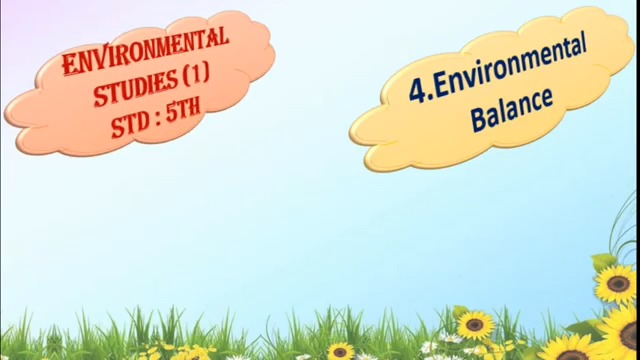 ENVIRONMENTAL
STUDIES (1)
STD : 5TH
4.Environmental
Balance